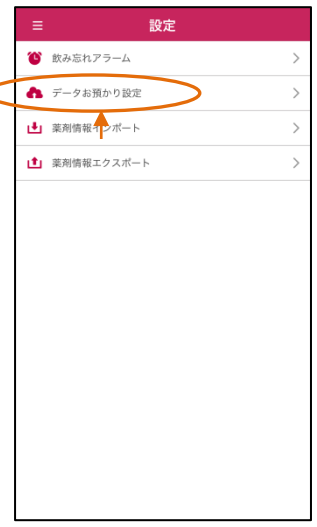 設定
飲み忘れアラーム
データお預かり設定
薬剤情報インポート
薬剤情報エクスポート